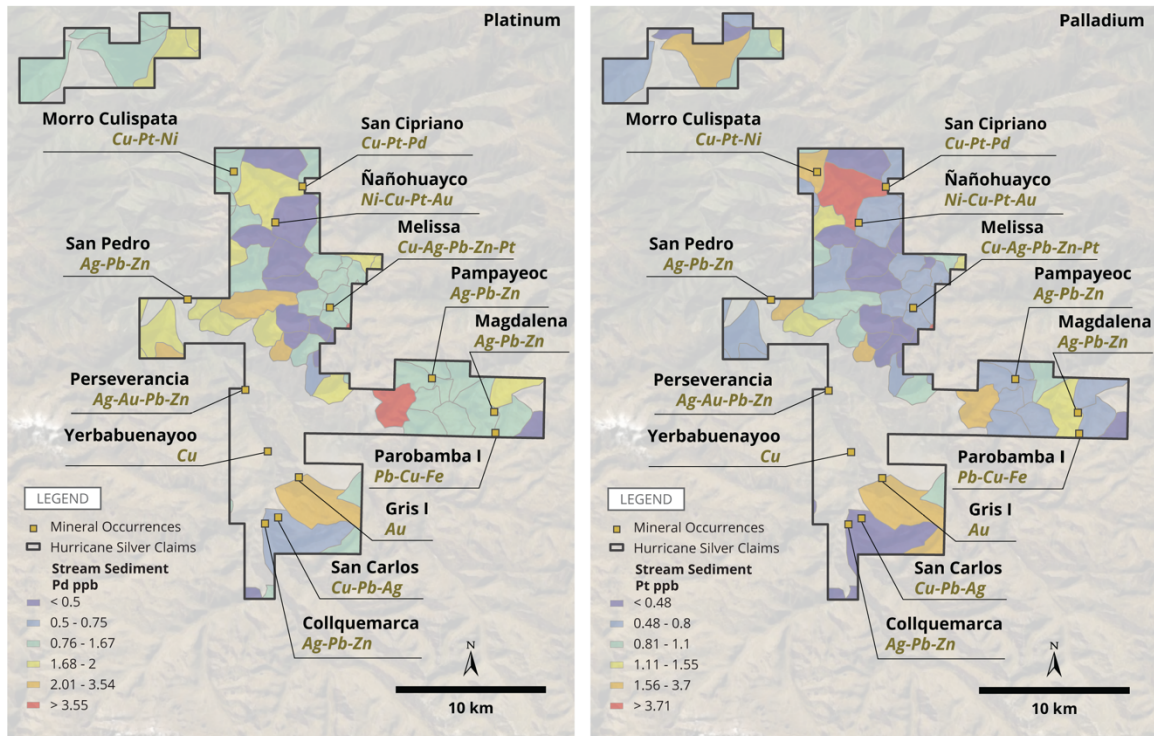 Platinum
Morro Culispata
Cu-Pt-Ni
San Cipriano
Cu-Pt-Pd
Ñañohuayco
Ni-Cu-Pt-Au
Melissa
Cu-Ag-Pb-Zn-Pt
San Pedro
Ag-Pb-Zn
Pampayeoc
Ag-Pb-Zn
Magdalena
Ag-Pb-Zn
Perseverancia
Ag-Au-Pb-Zn
Yerbabuenayoo
Cu
Parobamba I
Pb-Cu-Fe
Gris I
Au
San Carlos
Cu-Pb-Ag
Collquemarca
Ag-Pb-Zn
LEGEND
Mineral Occurrences
Hurricane Silver Claims
Stream Sediment
Pd ppb
< 0.5
0.5 - 0.75
0.76 - 1.67
1.68 - 2
2.01 - 3.54
> 3.55
N
10 km
Palladium
Morro Culispata
Cu-Pt-Ni
San Cipriano
Cu-Pt-Pd
Ñañohuayco
Ni-Cu-Pt-Au
Melissa
Cu-Ag-Pb-Zn-Pt
San Pedro
Ag-Pb-Zn
Pampayeoc
Ag-Pb-Zn
Magdalena
Ag-Pb-Zn
Perseverancia
Ag-Au-Pb-Zn
Yerbabuenayoo
Cu
Parobamba I
Pb-Cu-Fe
Gris I
Au
San Carlos
Cu-Pb-Ag
Collquemarca
Ag-Pb-Zn
LEGEND
Mineral Occurrences
Hurricane Silver Claims
Stream Sediment
Pt ppb
< 0.48
0.48 - 0.8
0.81 - 1.1
1.11 - 1.55
1.56 - 3.7
> 3.71
N
10 km